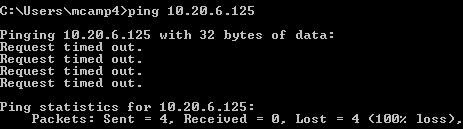 C:\Users\mcamp4>ping 10.20.6.125
Pinging 10.20.6.125 with 32 bytes of data:
Request timed out.
Request timed out.
Request timed out.
Request timed out.
Ping statistics for 10.20.6.125:
Packets: Sent = 4, Received = 0, Lost = 4 (100% loss),